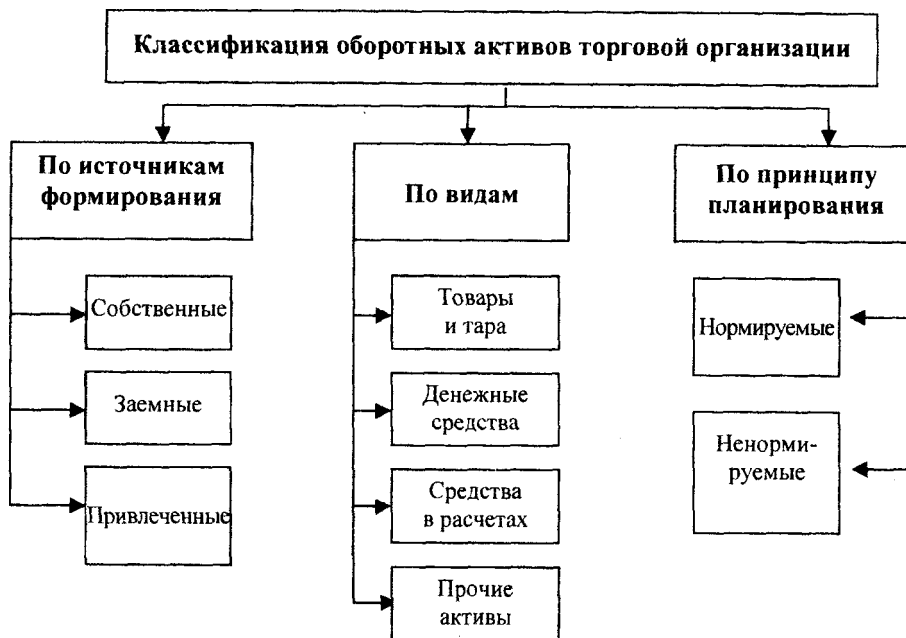 Классификация оборотных активов торговой организации
По источникам
формирования
Собственные
Заемные
Привлеченные
По видам
Товары
и тара
Денежные
средства
Средства
в расчетах
Прочие
активы
По принципу
планирования
Нормируемые
Ненорми-
руемые